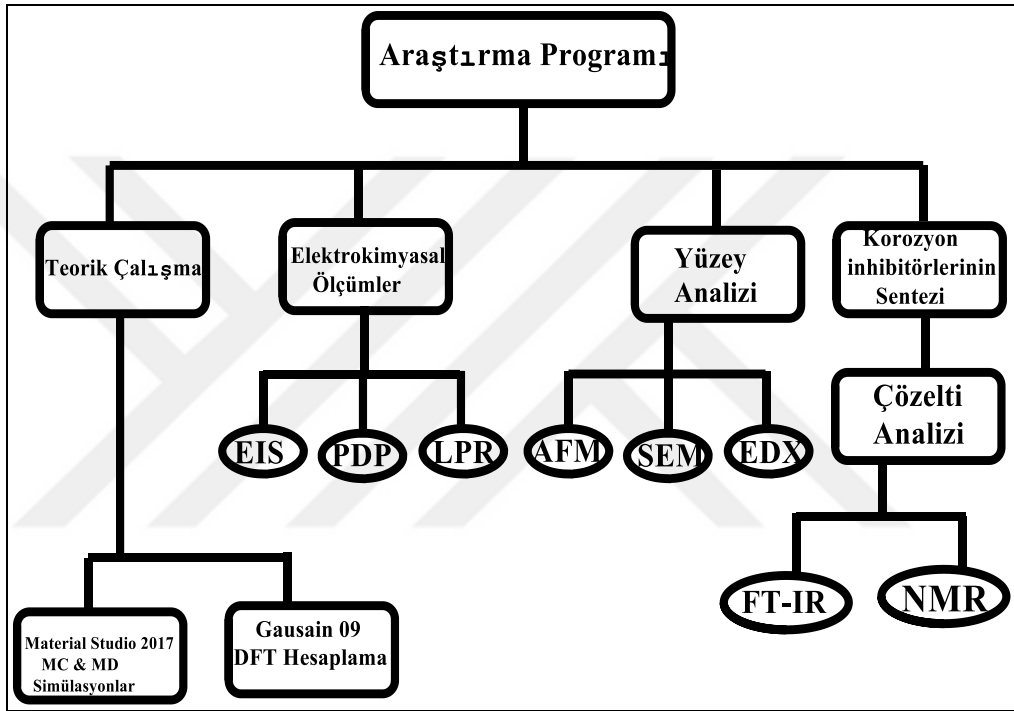 Araştırma Programı
Teorik Çalışma
Elektrokimyasal
Ölçümler
Yüzey
Analizi
Korozyon
inhibitörlerinin
Sentezi
Çözelti
Analizi
EIS
PDP
LPR
AFM
SEM
EDX
FT-IR
NMR
Material Studio 2017
MC & MD
Simülasyonlar
Gausain 09
DFT Hesaplama